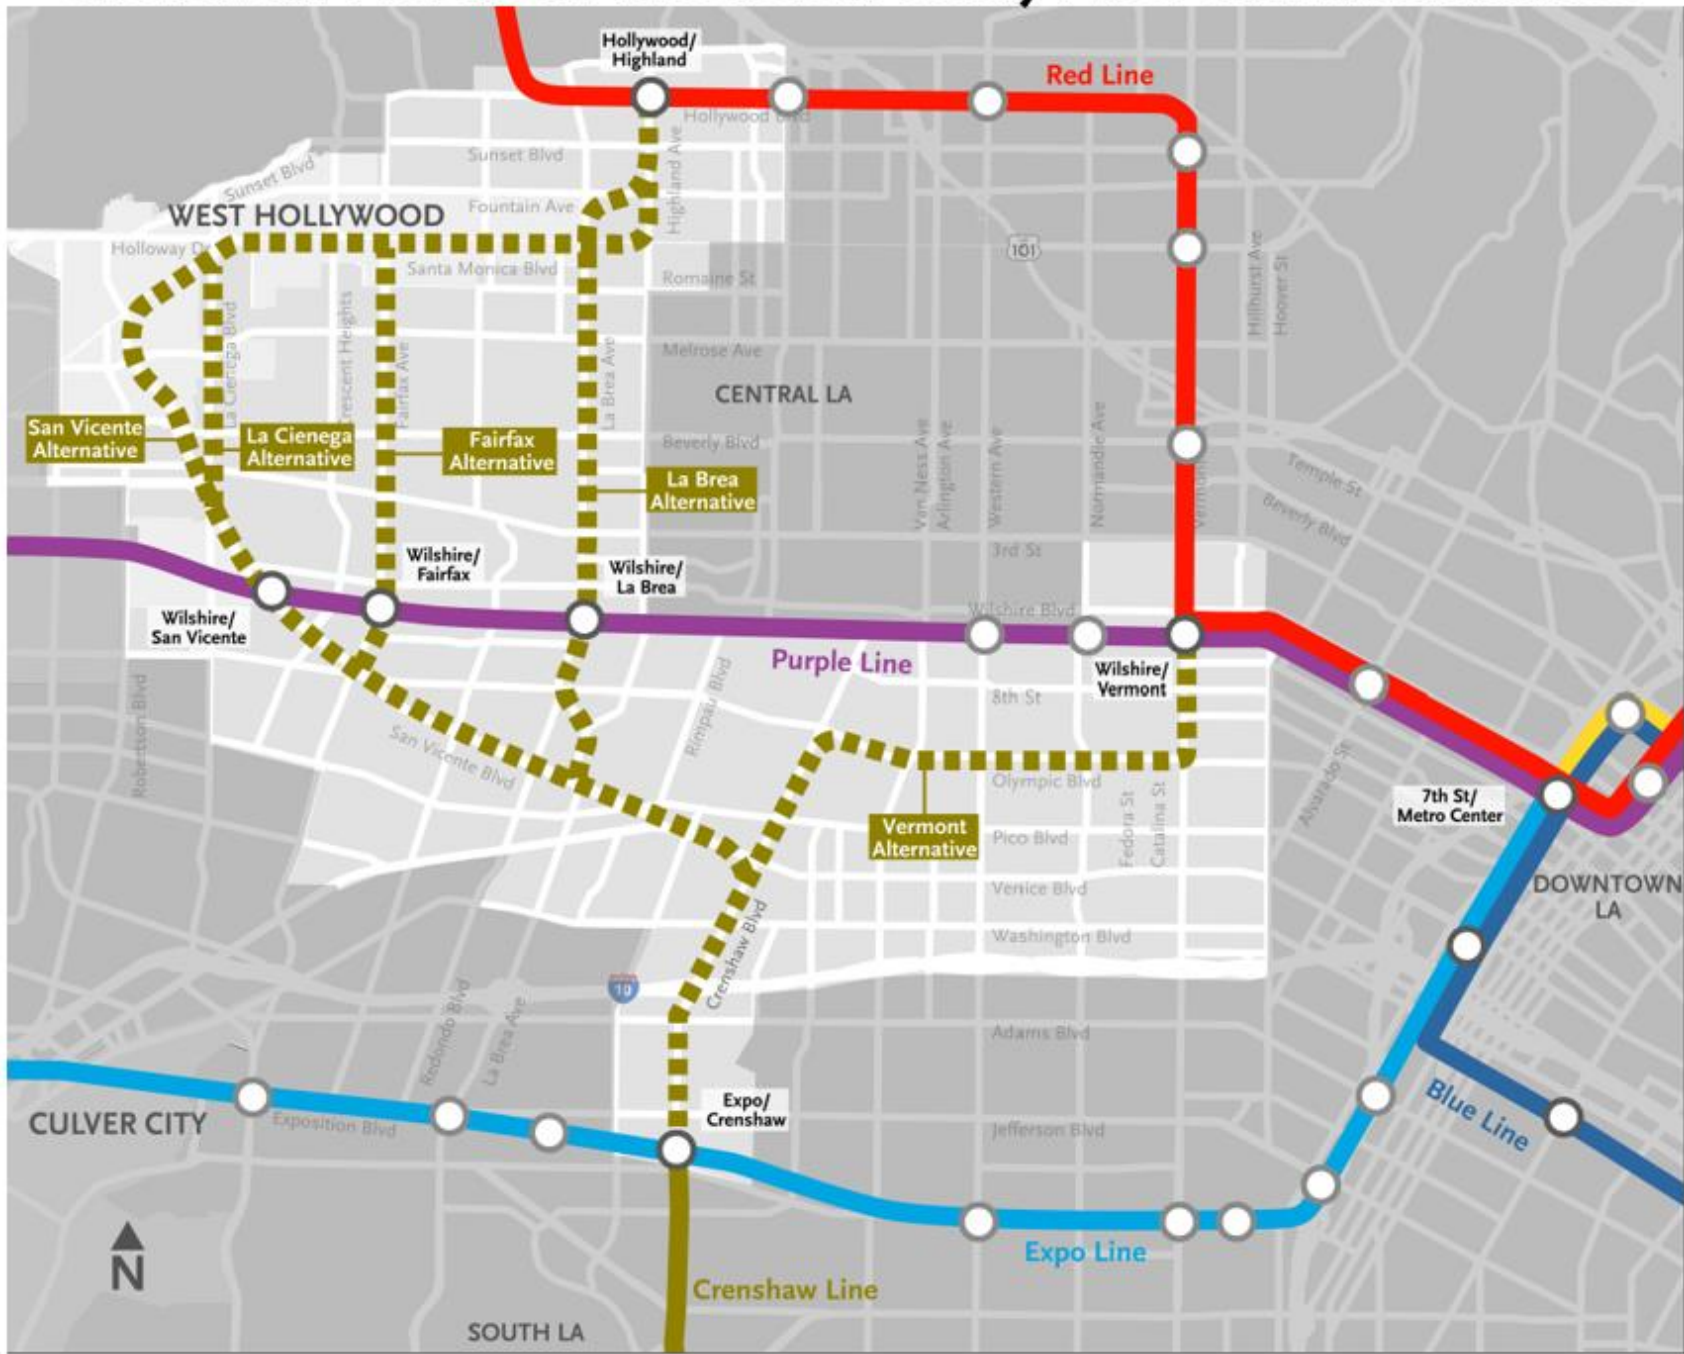 Hollywood/
Highland
Red Line
Hollywood Blvd
Sunset Blvd
Highland Ave
Sunset Blvd
WEST HOLLYWOOD
Fountain Ave
Holloway Dr
Santa Monica Blvd
Romaine St
101
Hillhurst Ave
Hoover St
La Cienega Blvd
Crescent Heights
Fairfax Ave
La Brea Ave
Melrose Ave
CENTRAL LA
San Vicente
Alternative
La Cienega
Alternative
Fairfax
Alternative
Beverly Blvd
La Brea
Alternative
Van Ness Ave
Arlington Ave
Western Ave
Normandie Ave
Vermont
Temple St
Beverly Blvd
Wilshire/
Fairfax
Wilshire/
La Brea
3rd St
Wilshire Blvd
Wilshire/
San Vicente
Purple Line
Wilshire/
Vermont
8th St
Robertson Blvd
San Vicente Blvd
Rimpau Blvd
Olympic Blvd
Alvarado St
7th St/
Metro Center
Vermont
Alternative
Pico Blvd
Fedora St
Catalina St
Venice Blvd
DOWNTOWN
LA
Washington Blvd
Crenshaw Blvd
10
Redondo Blvd
La Brea Ave
Adams Blvd
Expo/
Crenshaw
CULVER CITY
Exposition Blvd
Jefferson Blvd
Blue Line
N
Expo Line
Crenshaw Line
SOUTH LA